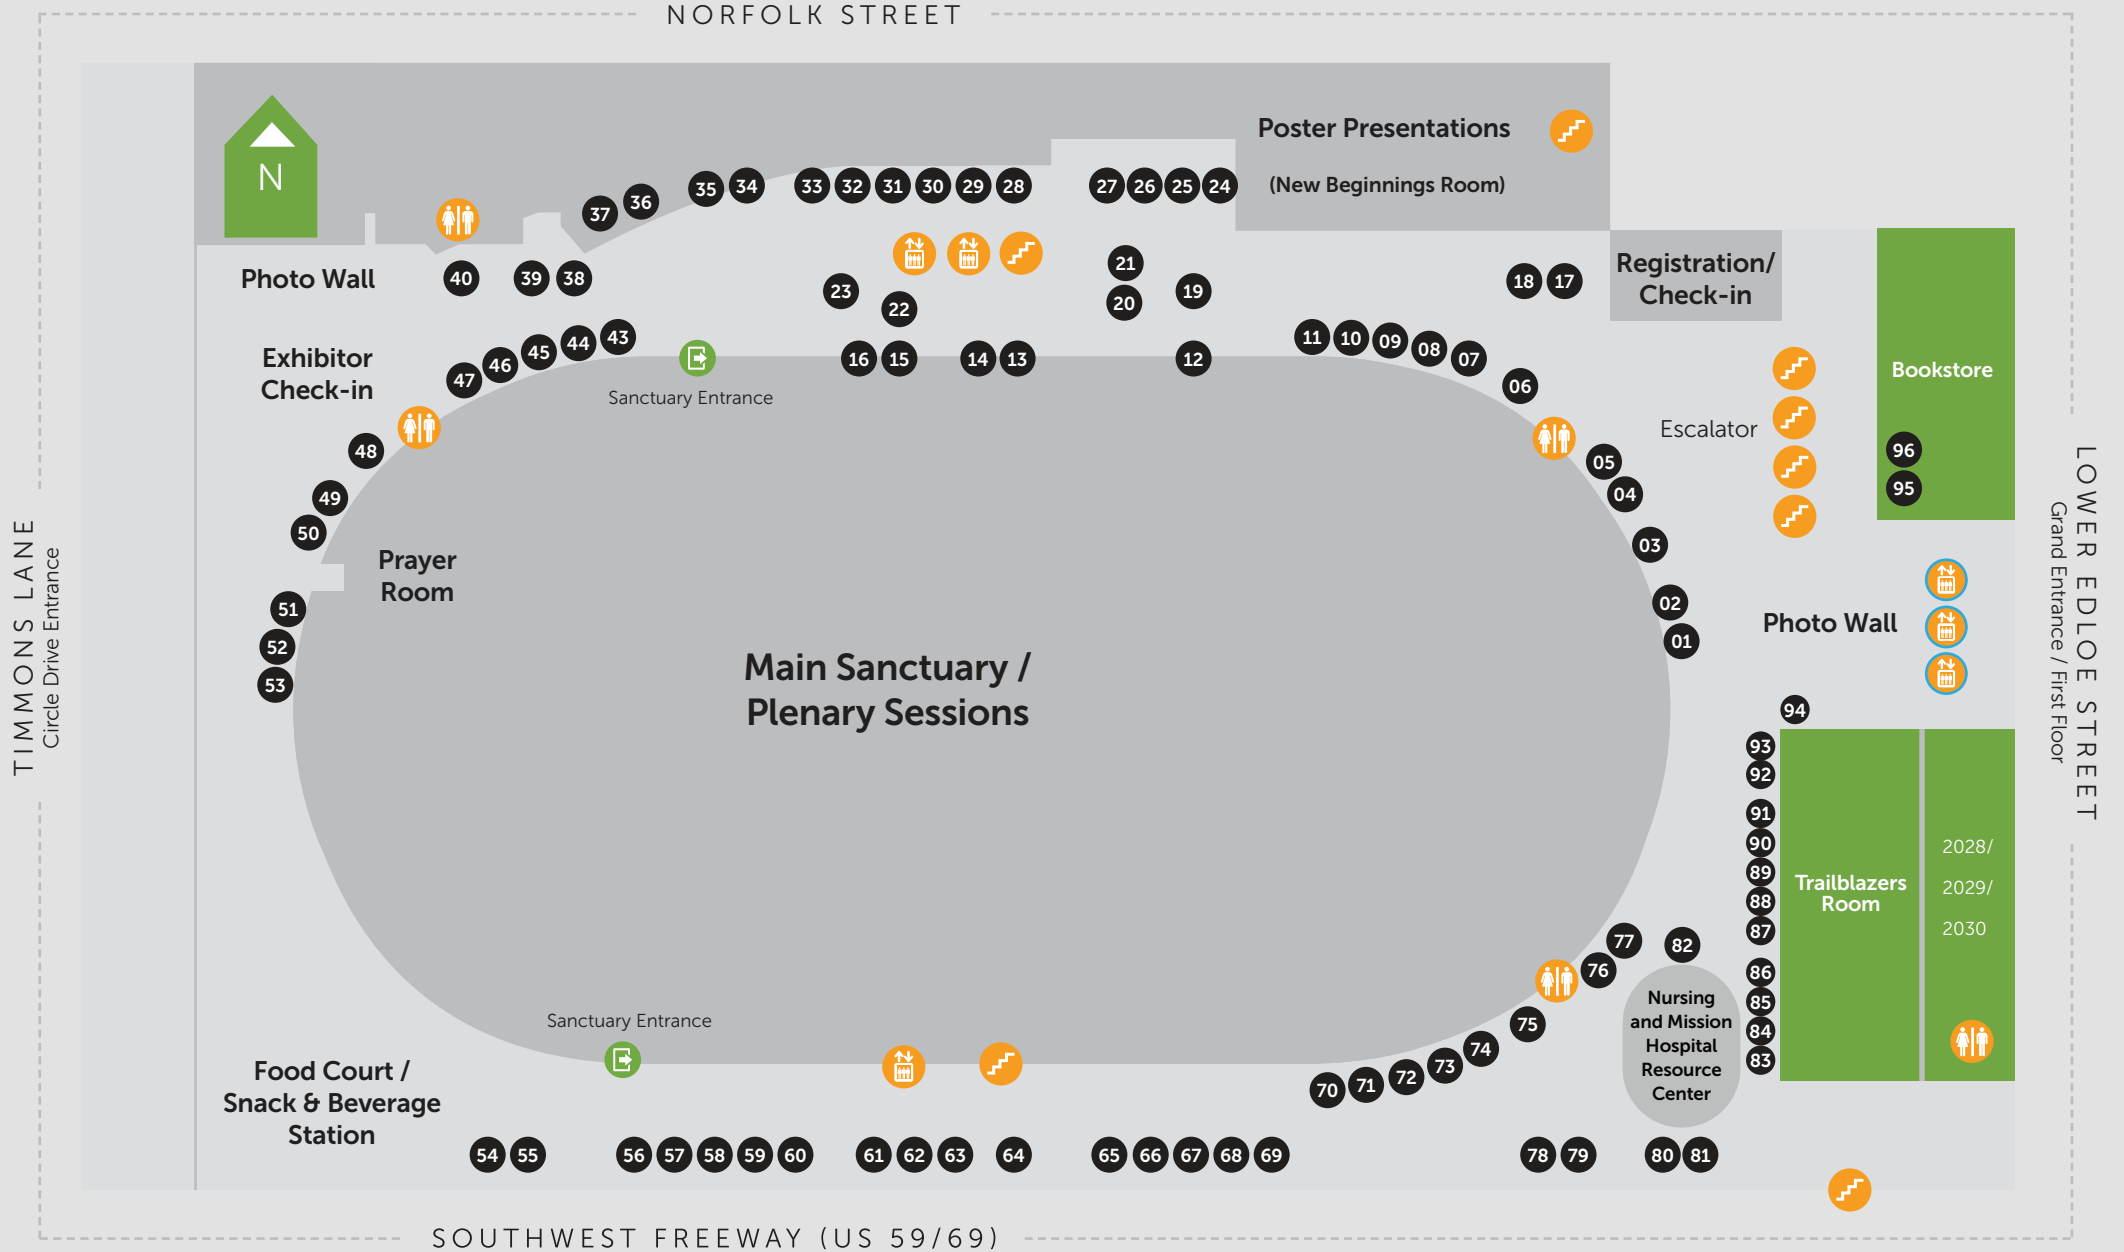 NORFOLK STREET
N
Poster Presentations
(New Beginnings Room)
37
36
35
34
33
32
31
30
29
28
27
26
25
24
Photo Wall
40
39
38
23
22
21
20
19
18
17
Registration/
Check-in
Exhibitor
Check-in
47
46
45
44
43
Sanctuary Entrance
16
15
14
13
12
11
10
09
08
07
06
Bookstore
Escalator
96
95
48
49
50
05
04
03
02
01
Prayer
Room
51
52
53
TIMMONS LANE
Circle Drive Entrance
Main Sanctuary /
Plenary Sessions
Photo Wall
LOWER EDLOE STREET
Grand Entrance / First Floor
94
93
92
91
90
89
88
87
86
85
84
83
Trailblazers
Room
2028/
2029/
2030
77
76
75
74
73
72
71
70
82
Nursing
and Mission
Hospital
Resource
Center
Sanctuary Entrance
Food Court /
Snack & Beverage
Station
54
55
56
57
58
59
60
61
62
63
64
65
66
67
68
69
78
79
80
81
SOUTHWEST FREEWAY (US 59/69)